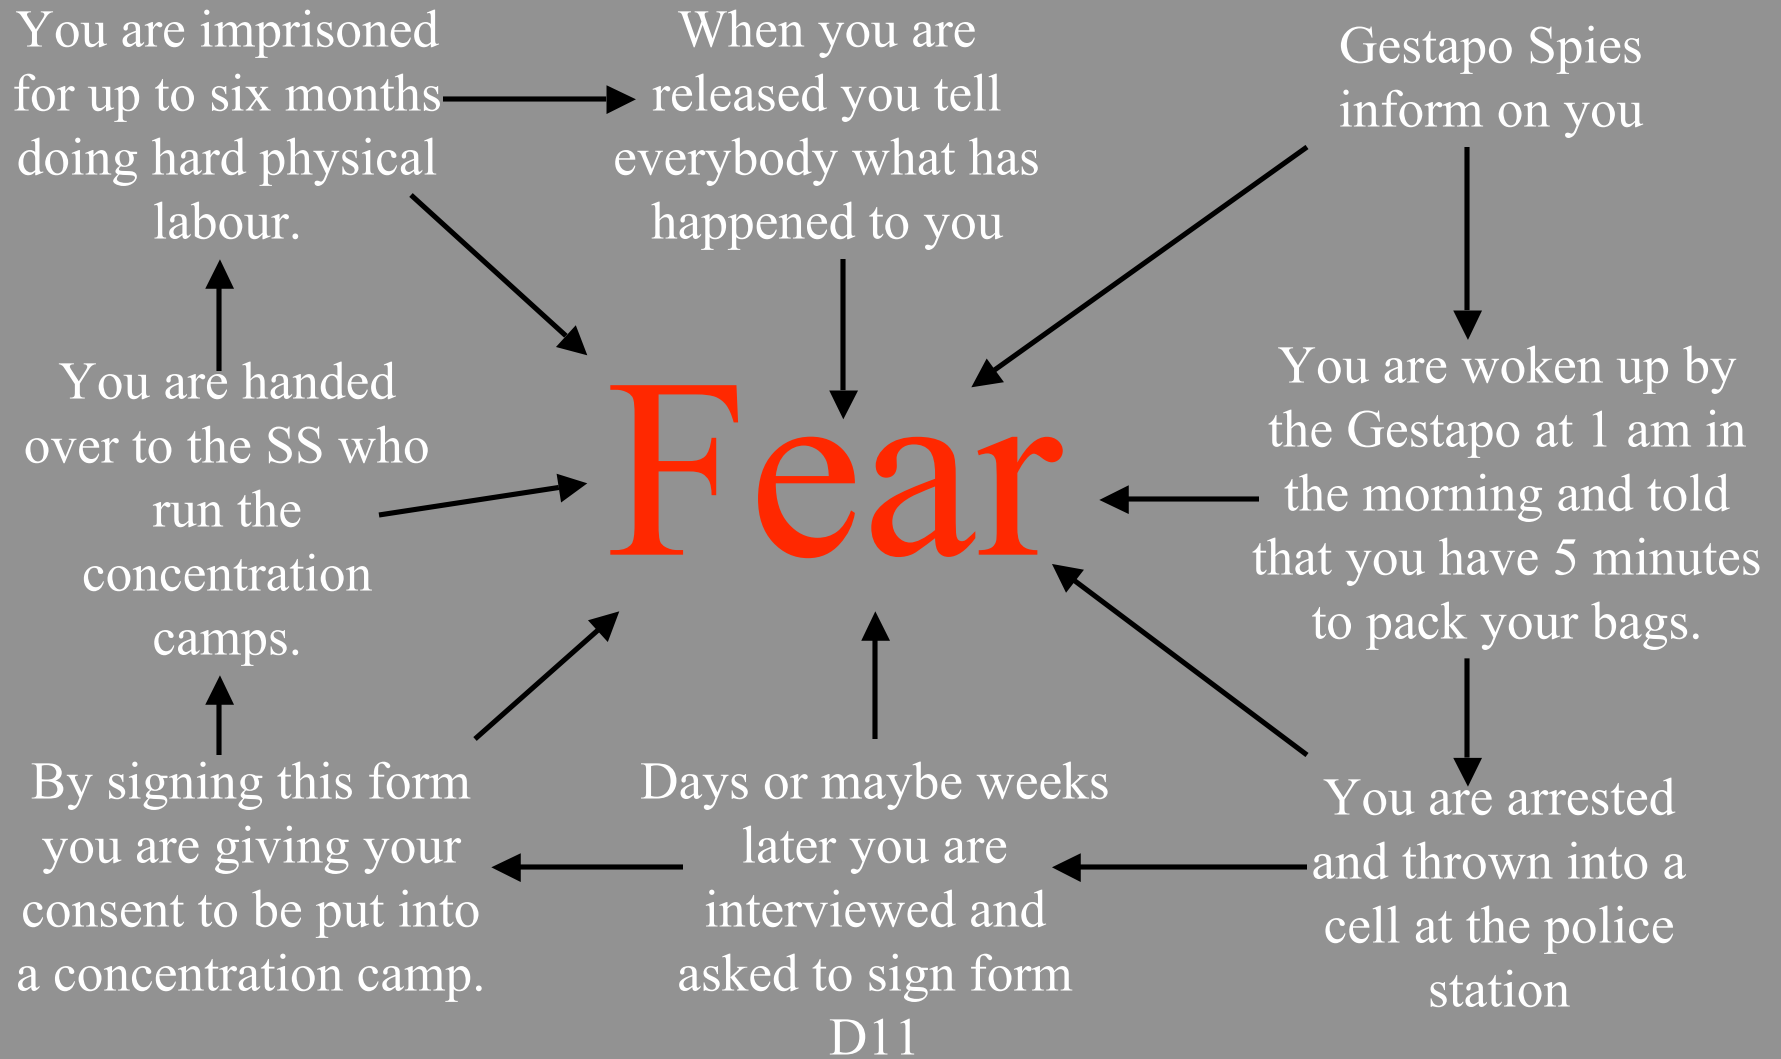 You are imprisoned
for up to six months
doing hard physical
labour.
When you are
released you tell
everybody what has
happened to you
Gestapo Spies
inform on you
You are handed
over to the SS who
run the
concentration
camps.
Fear
You are woken up by
the Gestapo at 1 am in
the morning and told
that you have 5 minutes
to pack your bags.
By signing this form
you are giving your
consent to be put into
a concentration camp.
Days or maybe weeks
later you are
interviewed and
asked to sign form
D11
You are arrested
and thrown into a
cell at the police
station